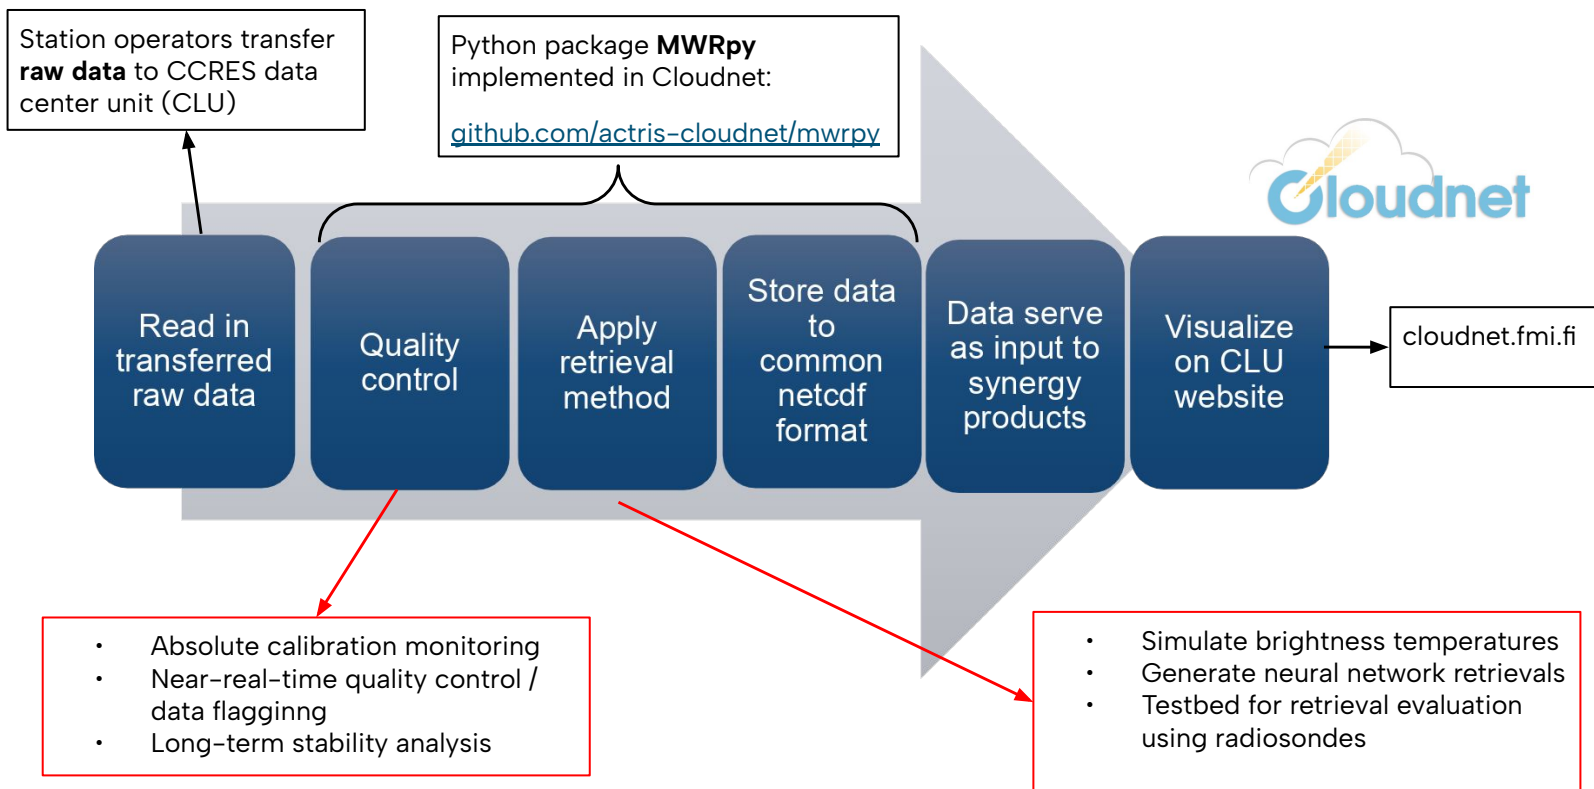 Station operators transfer
raw data to CCRES data
center unit (CLU)
Python package MWRpy
implemented in Cloudnet:
github.com/actris-cloudnet/mwrpy
Cloudnet
Read in
transferred
raw data
Quality
control
Apply
retrieval
method
Store data
to
common
netcdf
format
Data serve
as input to
synergy
products
Visualize
on CLU
website
cloudnet.fmi.fi
• Absolute calibration monitoring
• Near-real-time quality control /
data flagginng
• Long-term stability analysis
• Simulate brightness temperatures
• Generate neural network retrievals
• Testbed for retrieval evaluation
using radiosondes